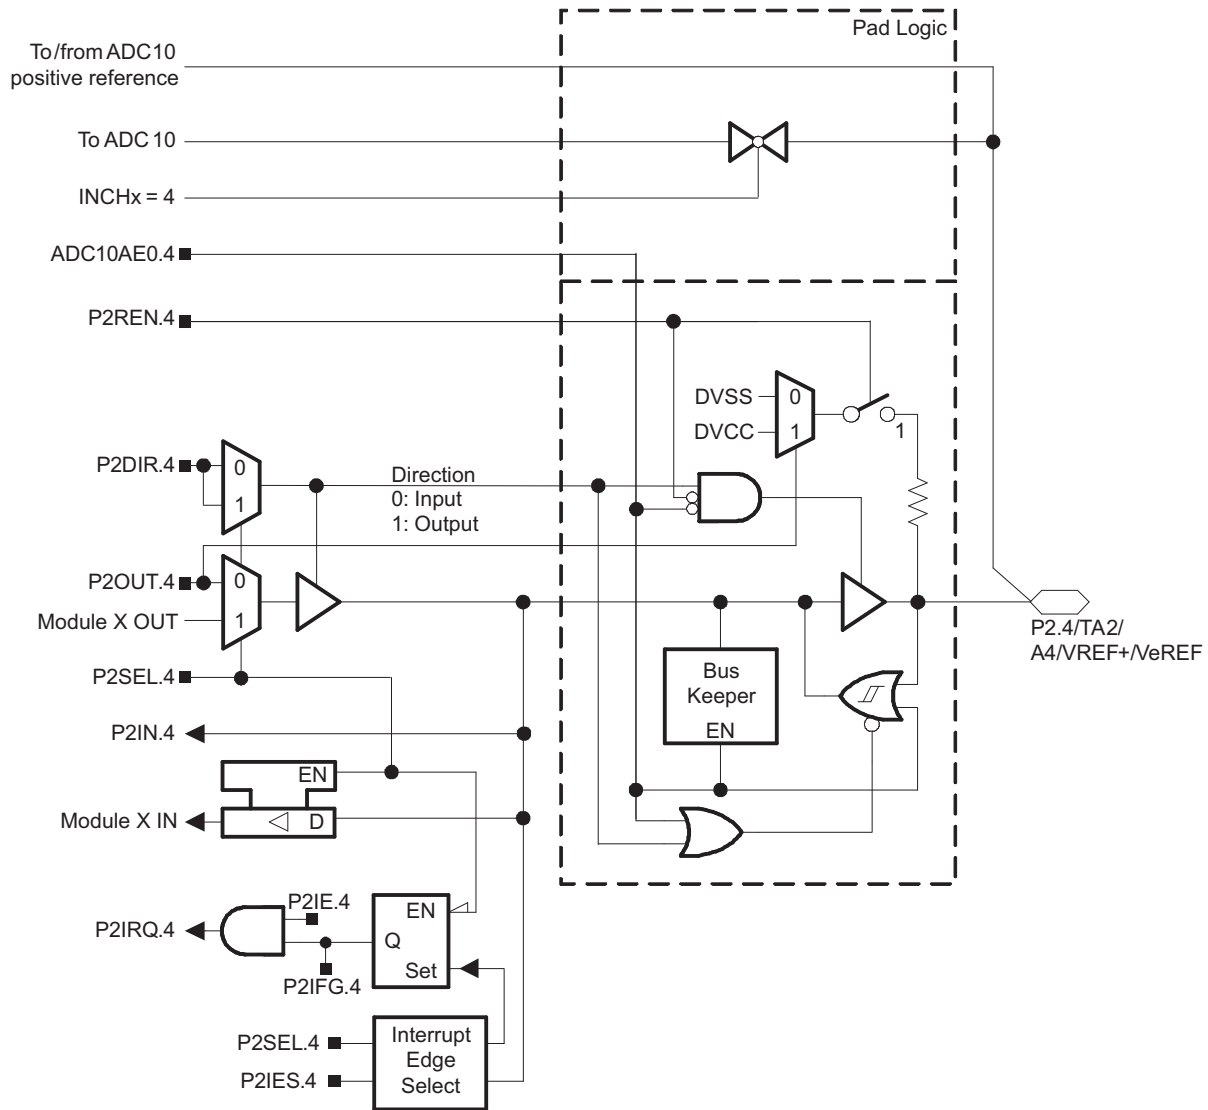 Pad Logic
To/from ADC10
positive reference
To ADC 10
INCHx = 4
ADC10AE0.4
P2REN.4
DVSS
0
DVCC
1
1
P2DIR.4
0
1
Direction
0: Input
1: Output
P2OUT.4
0
Module X OUT
1
P2.4/TA2/
A4/VREF+/VeREF
P2SEL.4
Bus
Keeper
EN
P2IN.4
EN
Module X IN
D
P2IE.4
EN
P2IRQ.4
Q
P2IFG.4
Set
P2SEL.4
P2IES.4
Interrupt
Edge
Select